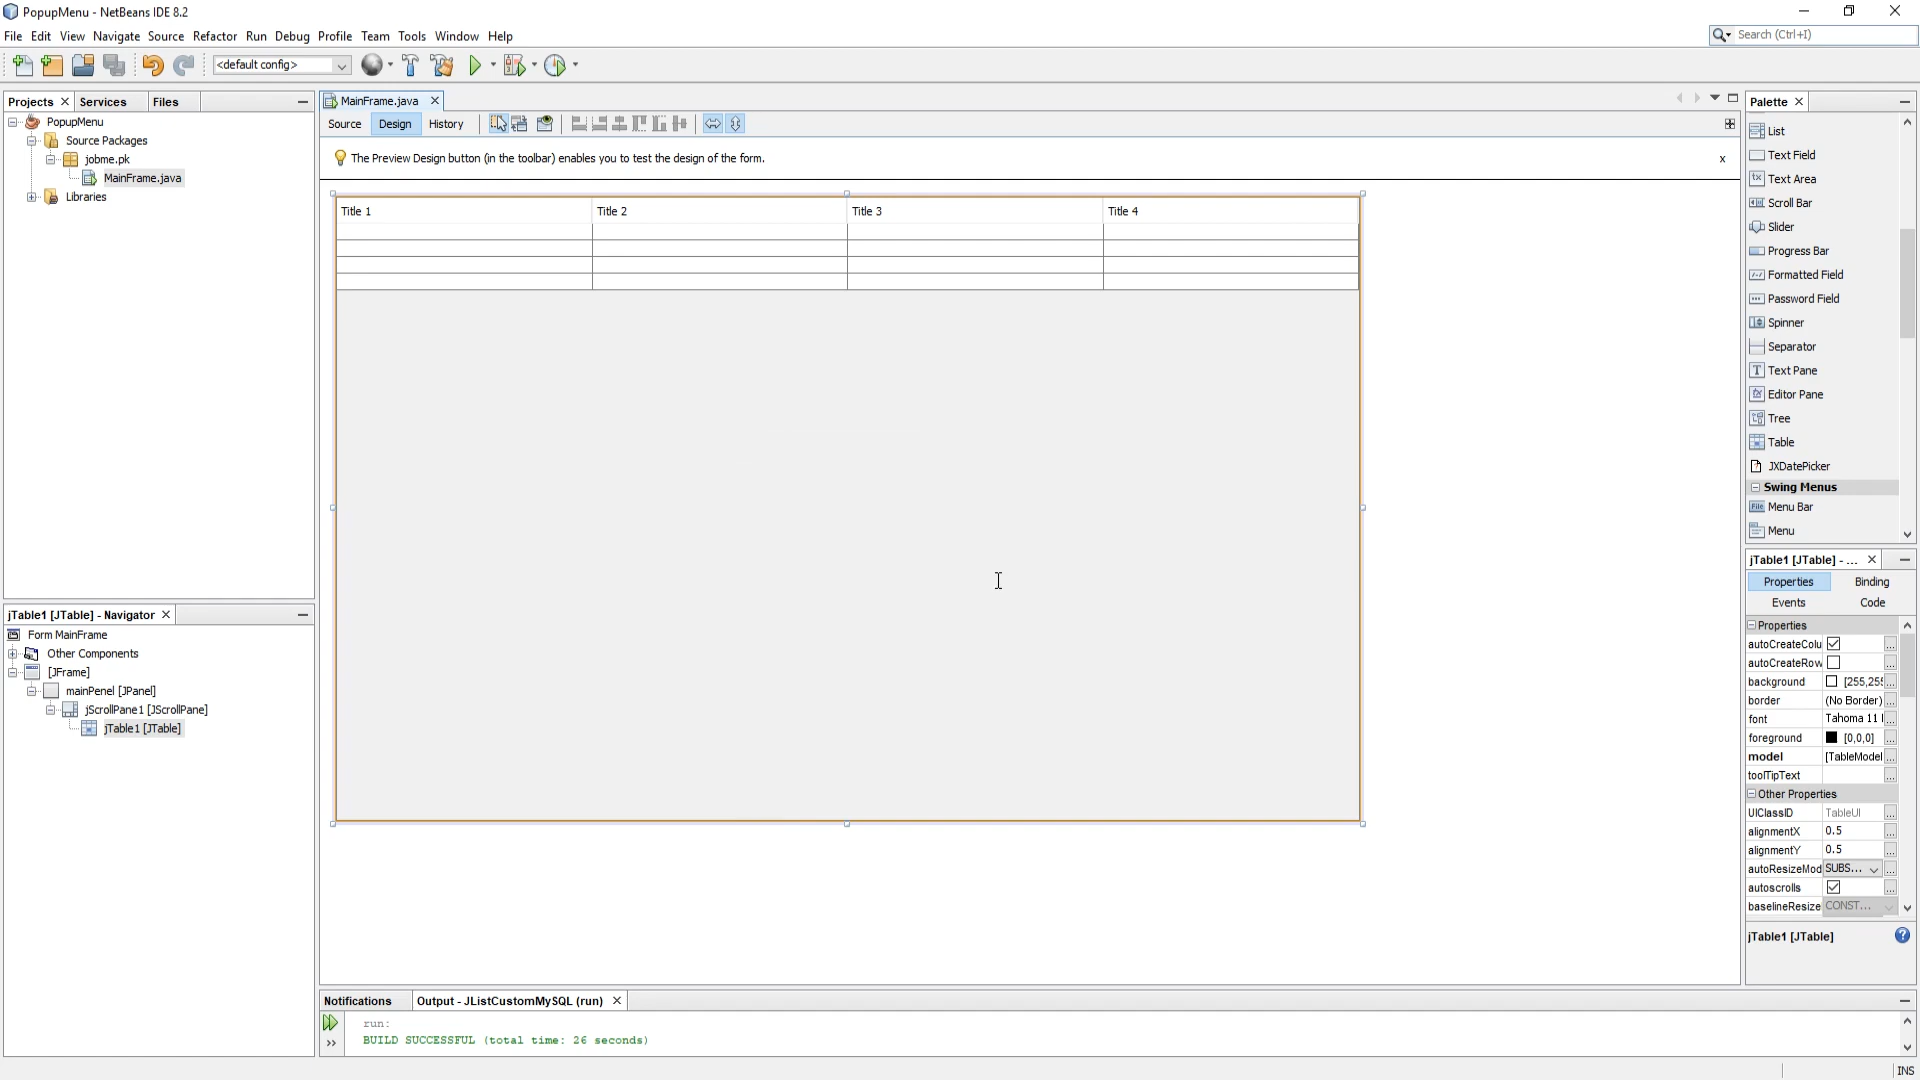 PopupMenu - NetBeans IDE 8.2
File Edit View Navigate Source Refactor Run Debug Profile Team Tools Window Help
Search (Ctrl+I)
<default config>
Projects Services Files
PopupMenu
Source Packages
jobme.pk
MainFrame.java
Libraries
MainFrame.java
Source Design History
The Preview Design button (in the toolbar) enables you to test the design of the form.
x
Title 1 Title 2 Title 3 Title 4
Palette
List
Text Field
Text Area
Scroll Bar
Slider
Progress Bar
Formatted Field
Password Field
Spinner
Separator
Text Pane
Editor Pane
Tree
Table
JXDatePicker
Swing Menus
Menu Bar
Menu
jTable1 [JTable] - Navigator
Form MainFrame
Other Components
[JFrame]
mainPenel [JPanel]
jScrollPane1 [JScrollPane]
jTable1 [JTable]
jTable1 [JTable] - ...
Properties Binding
Events Code
Properties
autoCreateColu
autoCreateRow
background [255,255
border (No Border)
font Tahoma 11
foreground [0,0,0]
model [TableModel
toolTipText
Other Properties
UIClassID TableUI
alignmentX 0.5
alignmentY 0.5
autoResizeMod SUBS...
autoscrolls
baselineResize CONST...
jTable1 [JTable]
Notifications Output - JListCustomMySQL (run)
run:
BUILD SUCCESSFUL (total time: 26 seconds)
INS